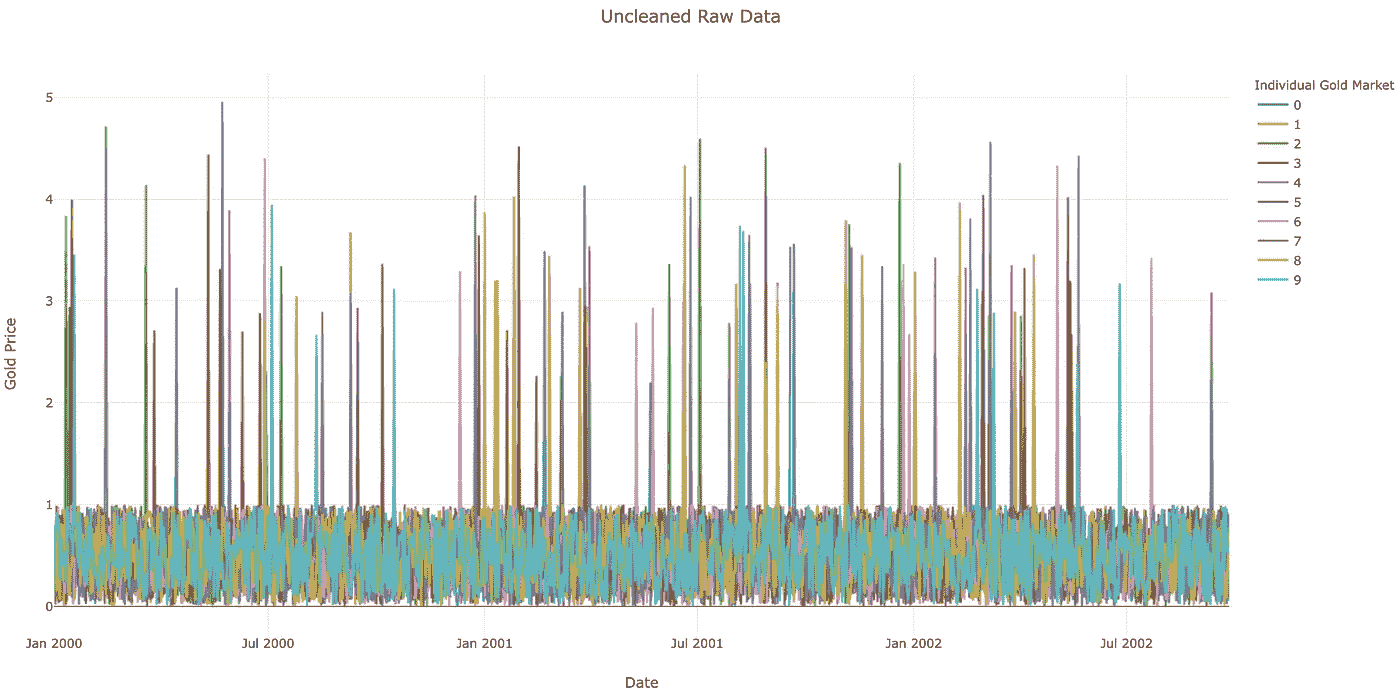 Uncleaned Raw Data
Individual Gold Market
0
1
2
3
4
5
6
7
8
9
Gold Price
5
4
3
2
1
0
Jan 2000
Jul 2000
Jan 2001
Jul 2001
Jan 2002
Jul 2002
Date